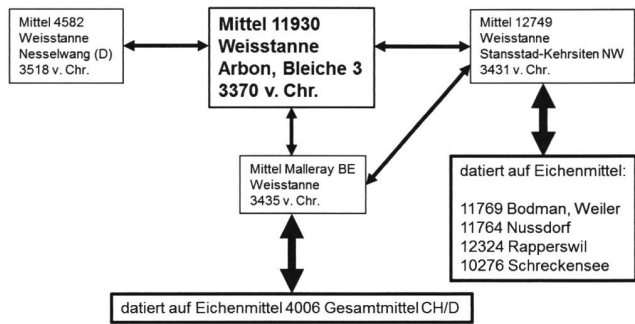 Mittel 4582
Weisstanne
Nesselwang (D)
3518 v. Chr.
Mittel 11930
Weisstanne
Arbon, Bleiche 3
3370 v. Chr.
Mittel 12749
Weisstanne
Stansstad-Kehrsiten NW
3431 v. Chr.
Mittel Malleray BE
Weisstanne
3435 v. Chr.
datiert auf Eichenmittel:
11769 Bodman, Weiler
11764 Nussdorf
12324 Rapperswil
10276 Schreckensee
datiert auf Eichenmittel 4006 Gesamtmittel CH/D